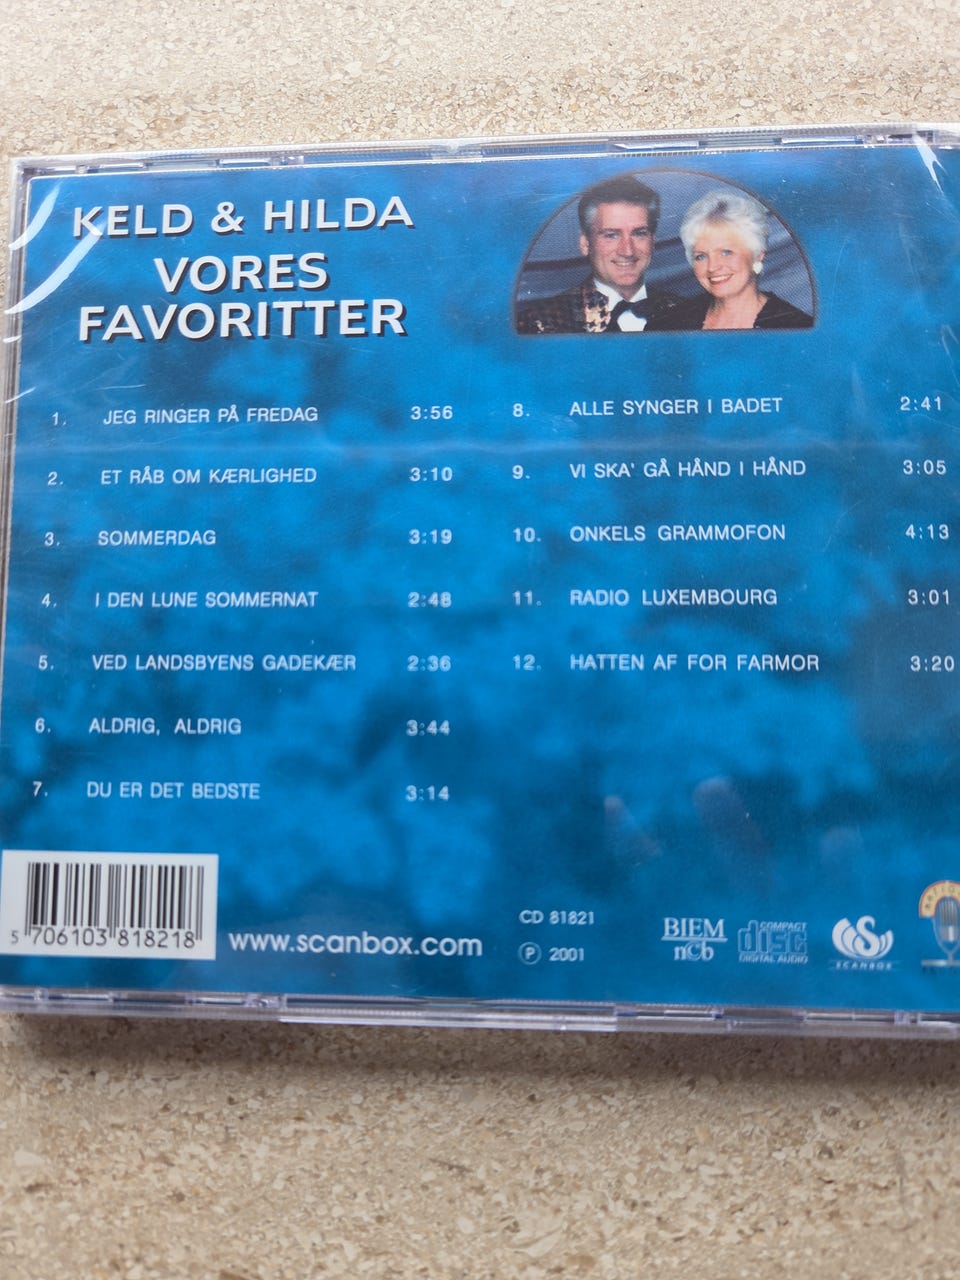 KELD & HILDA
VORES
FAVORITTER
1. JEG RINGER PÅ FREDAG 3:56
2. ET RÅB OM KÆRLIGHED 3:10
3. SOMMERDAG 3:19
4. I DEN LUNE SOMMERNAT 2:48
5. VED LANDSBYENS GADEKÆR 2:36
6. ALDRIG, ALDRIG 3:44
7. DU ER DET BEDSTE 3:14
8. ALLE SYNGER I BADET 2:41
9. VI SKA' GÅ HÅND I HÅND 3:05
10. ONKELS GRAMMOFON 4:13
11. RADIO LUXEMBOURG 3:01
12. HATTEN AF FOR FARMOR 3:20
5 706103 818218
www.scanbox.com
CD 81821
Ⓟ 2001
BIEM
ncb
COMPACT
disc
DIGITAL AUDIO
SCANBOX